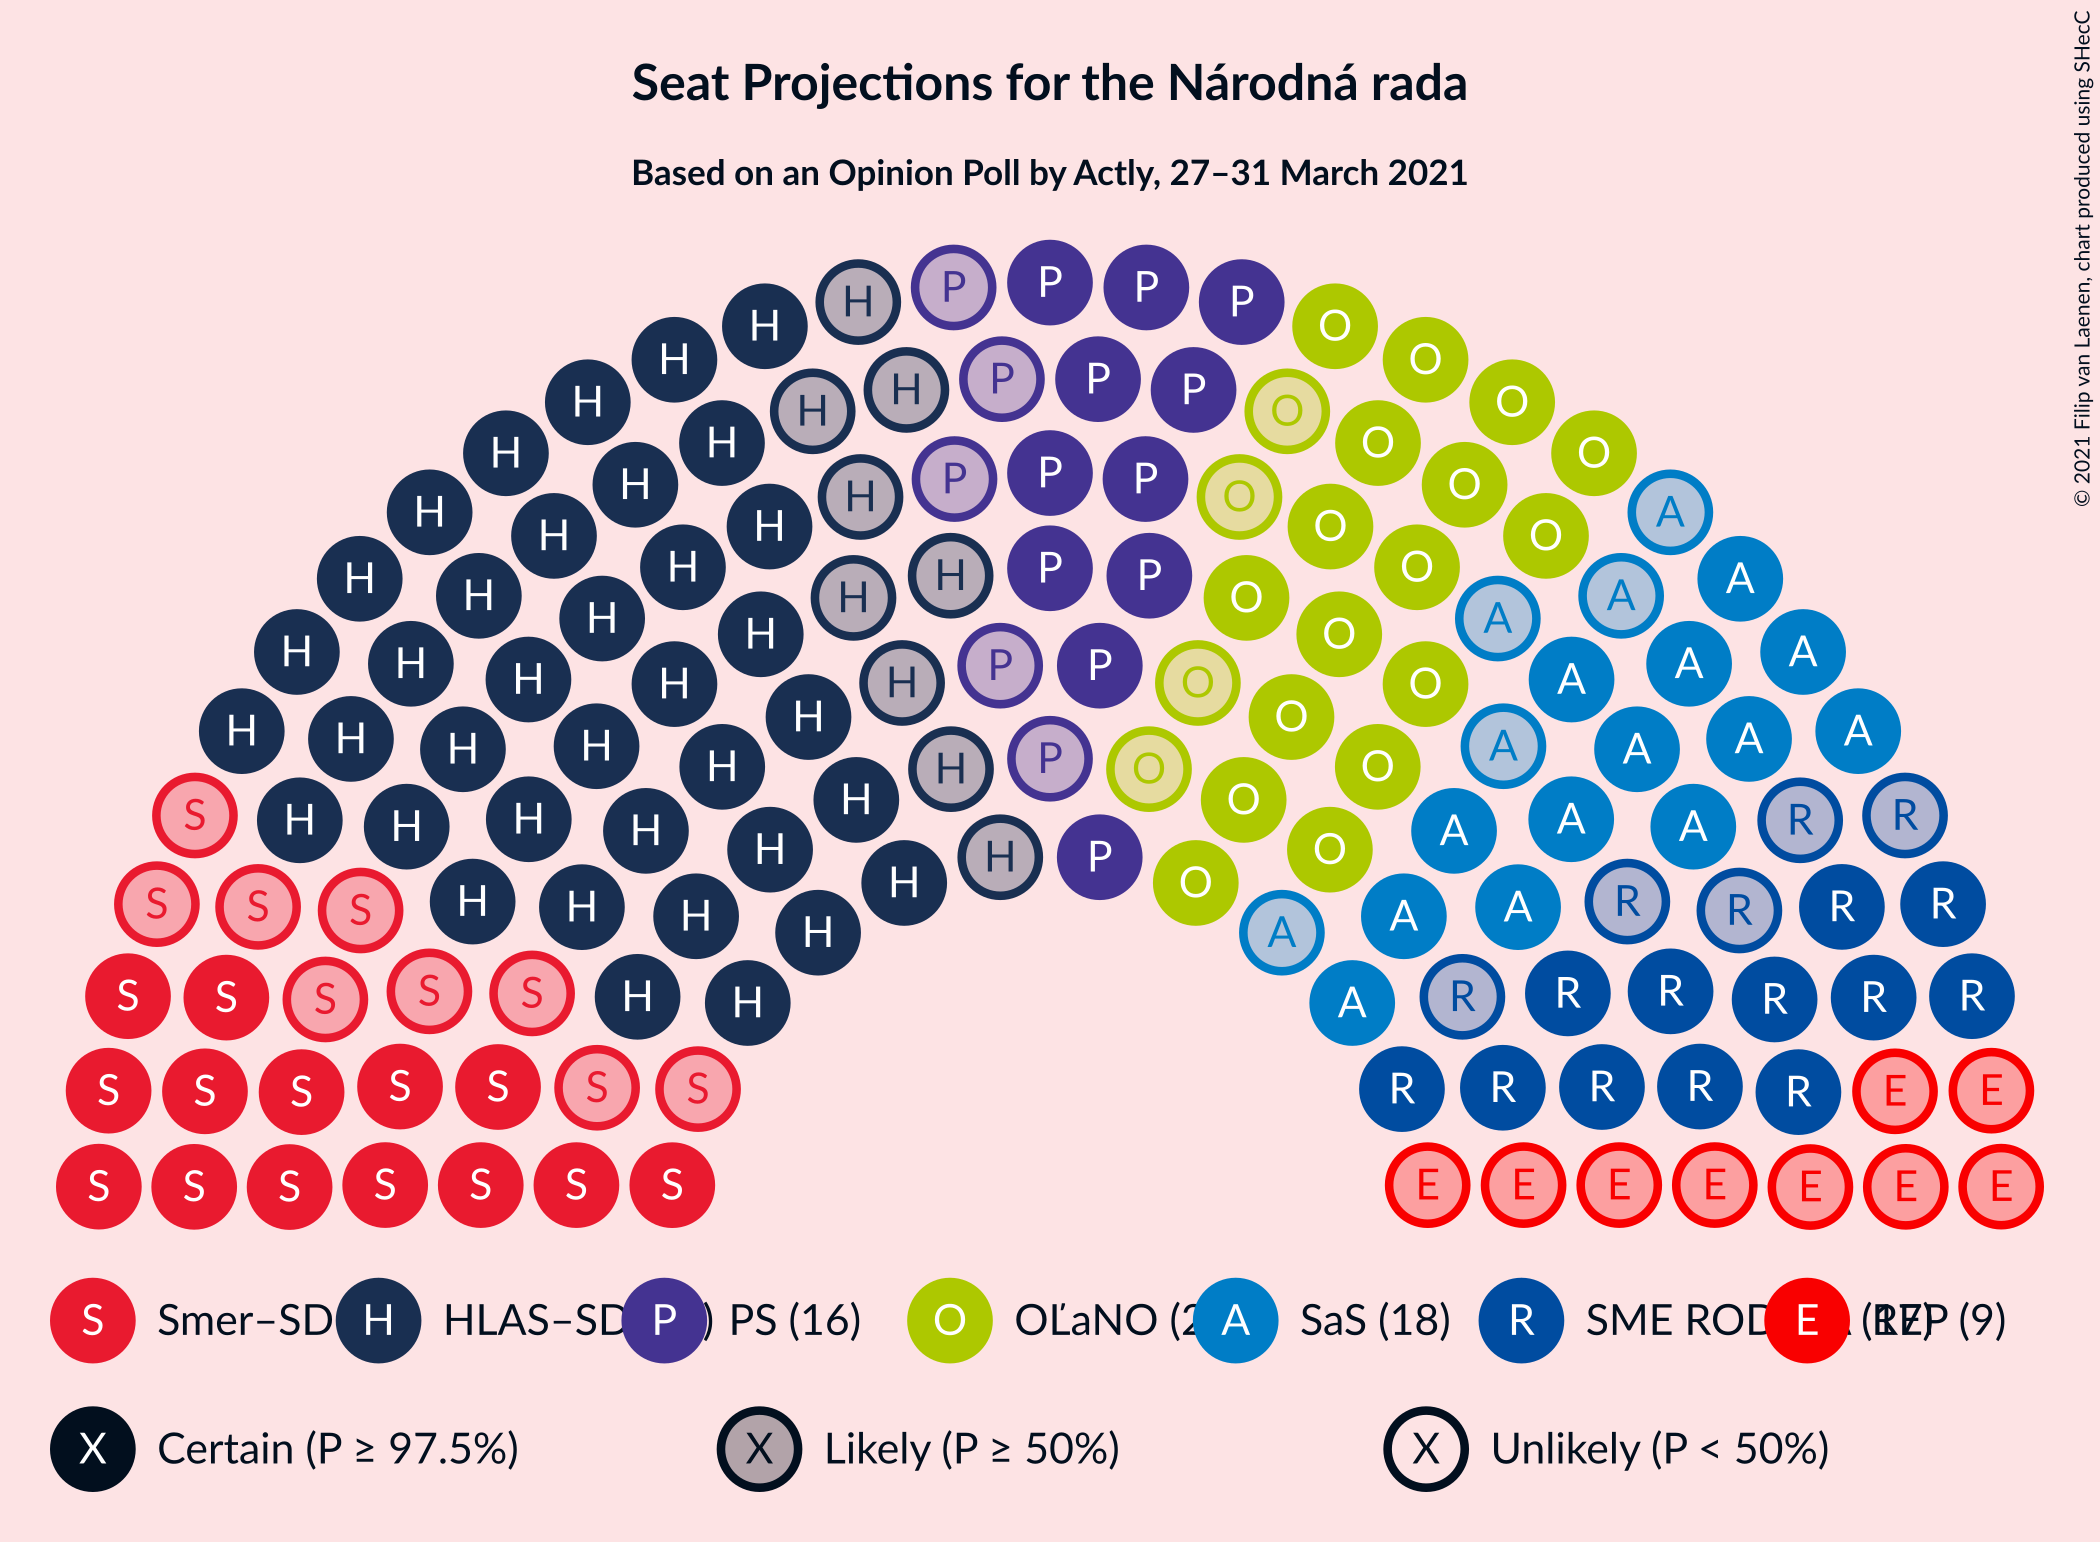 Seat Projections for the Národná rada
Based on an Opinion Poll by Actly, 27–31 March 2021
© 2021 Filip van Laenen, chart produced using SHecC
H P P P P O
H H O
H H H P P P O O
H H O O
H H H P P P O O O
H H O O A
H H H H P P O O O A A
H H H H O O A A
H H H H P P O O O A A A
H H H H H O O A A A
H H H H H P O O A A A
S H H H H H O O A A A R R
S S S H H H H H P O A A A R R R R
S S S S S H H H A A R R R R R R
S S S S S S S R R R R R E E
S S S S S S S E E E E E E E
S Smer–SD H HLAS–SD P ) PS (16) O OĽaNO (2 A SaS (18) R SME ROD E (17) REP (9)
X Certain (P ≥ 97.5%) X Likely (P ≥ 50%) X Unlikely (P < 50%)